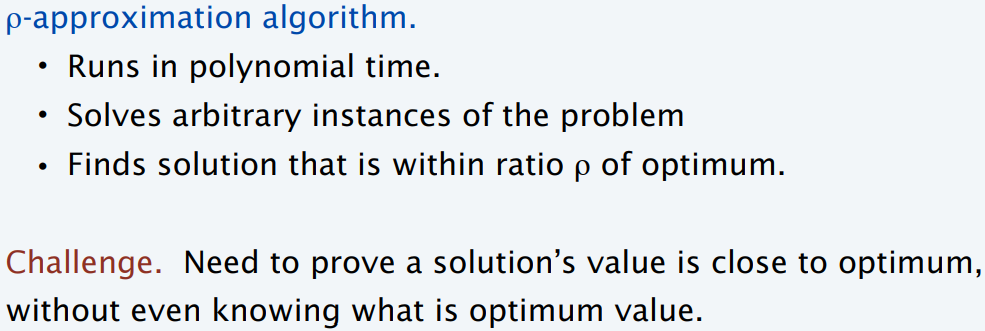 ρ-approximation algorithm.
• Runs in polynomial time.
• Solves arbitrary instances of the problem
• Finds solution that is within ratio ρ of optimum.
Challenge. Need to prove a solution’s value is close to optimum,
without even knowing what is optimum value.